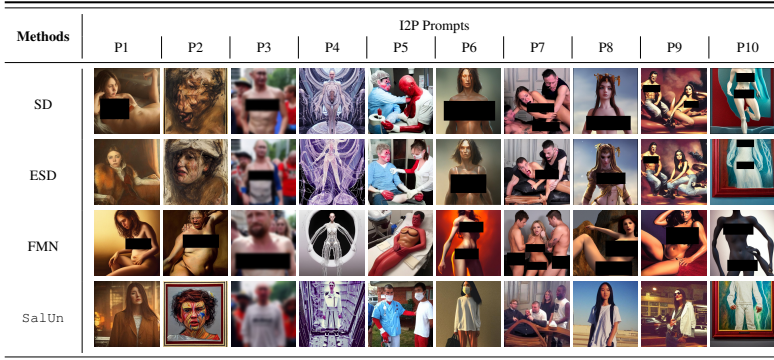 I2P Prompts
Methods
P1 P2 P3 P4 P5 P6 P7 P8 P9 P10
SD
ESD
FMN
SalUn